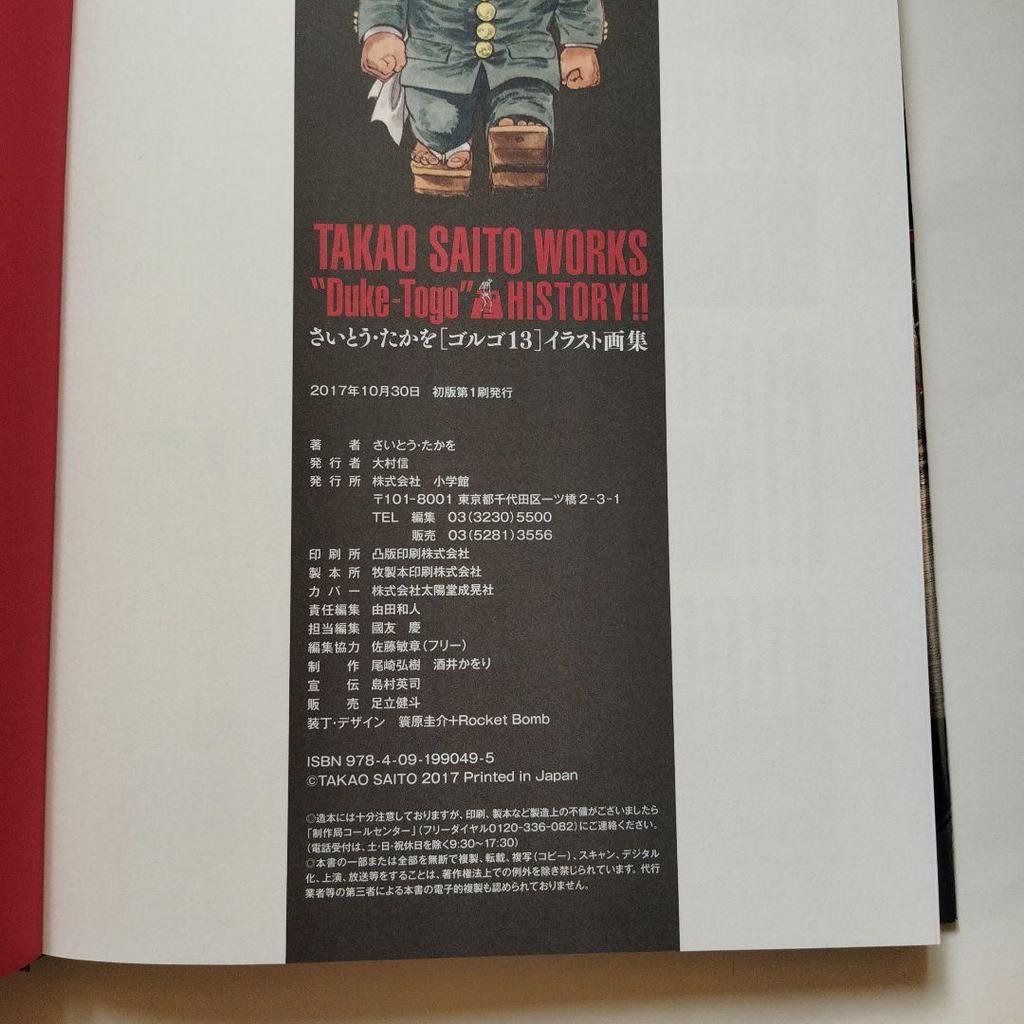 TAKAO SAITO WORKS
"Duke-Togo" HISTORY!!
さいとう・たかを[ゴルゴ13]イラスト画集
2017年10月30日 初版第1刷発行
著者 さいとう・たかを
発行者 大村信
発行所 株式会社 小学館
〒101-8001 東京都千代田区一ツ橋2-3-1
TEL 編集 03(3230)5500
販売 03(5281)3556
印刷所 凸版印刷株式会社
製本所 牧製本印刷株式会社
カバー 株式会社太陽堂成晃社
責任編集 由田和人
担当編集 國友 慶
編集協力 佐藤敏章(フリー)
制作 尾崎弘樹 酒井かをり
宣伝 島村英司
販売 足立健斗
装丁・デザイン 簑原圭介+Rocket Bomb
ISBN 978-4-09-199049-5
©TAKAO SAITO 2017 Printed in Japan
◎造本には十分注意しておりますが、印刷、製本など製造上の不備がございましたら
「制作局コールセンター」(フリーダイヤル0120-336-082)にご連絡ください。
(電話受付は、土・日・祝休日を除く9:30〜17:30)
◎本書の一部または全部を無断で複製、転載、複写(コピー)、スキャン、デジタル
化、上演、放送等をすることは、著作権法上での例外を除き禁じられています。代行
業者等の第三者による本書の電子的複製も認められておりません。